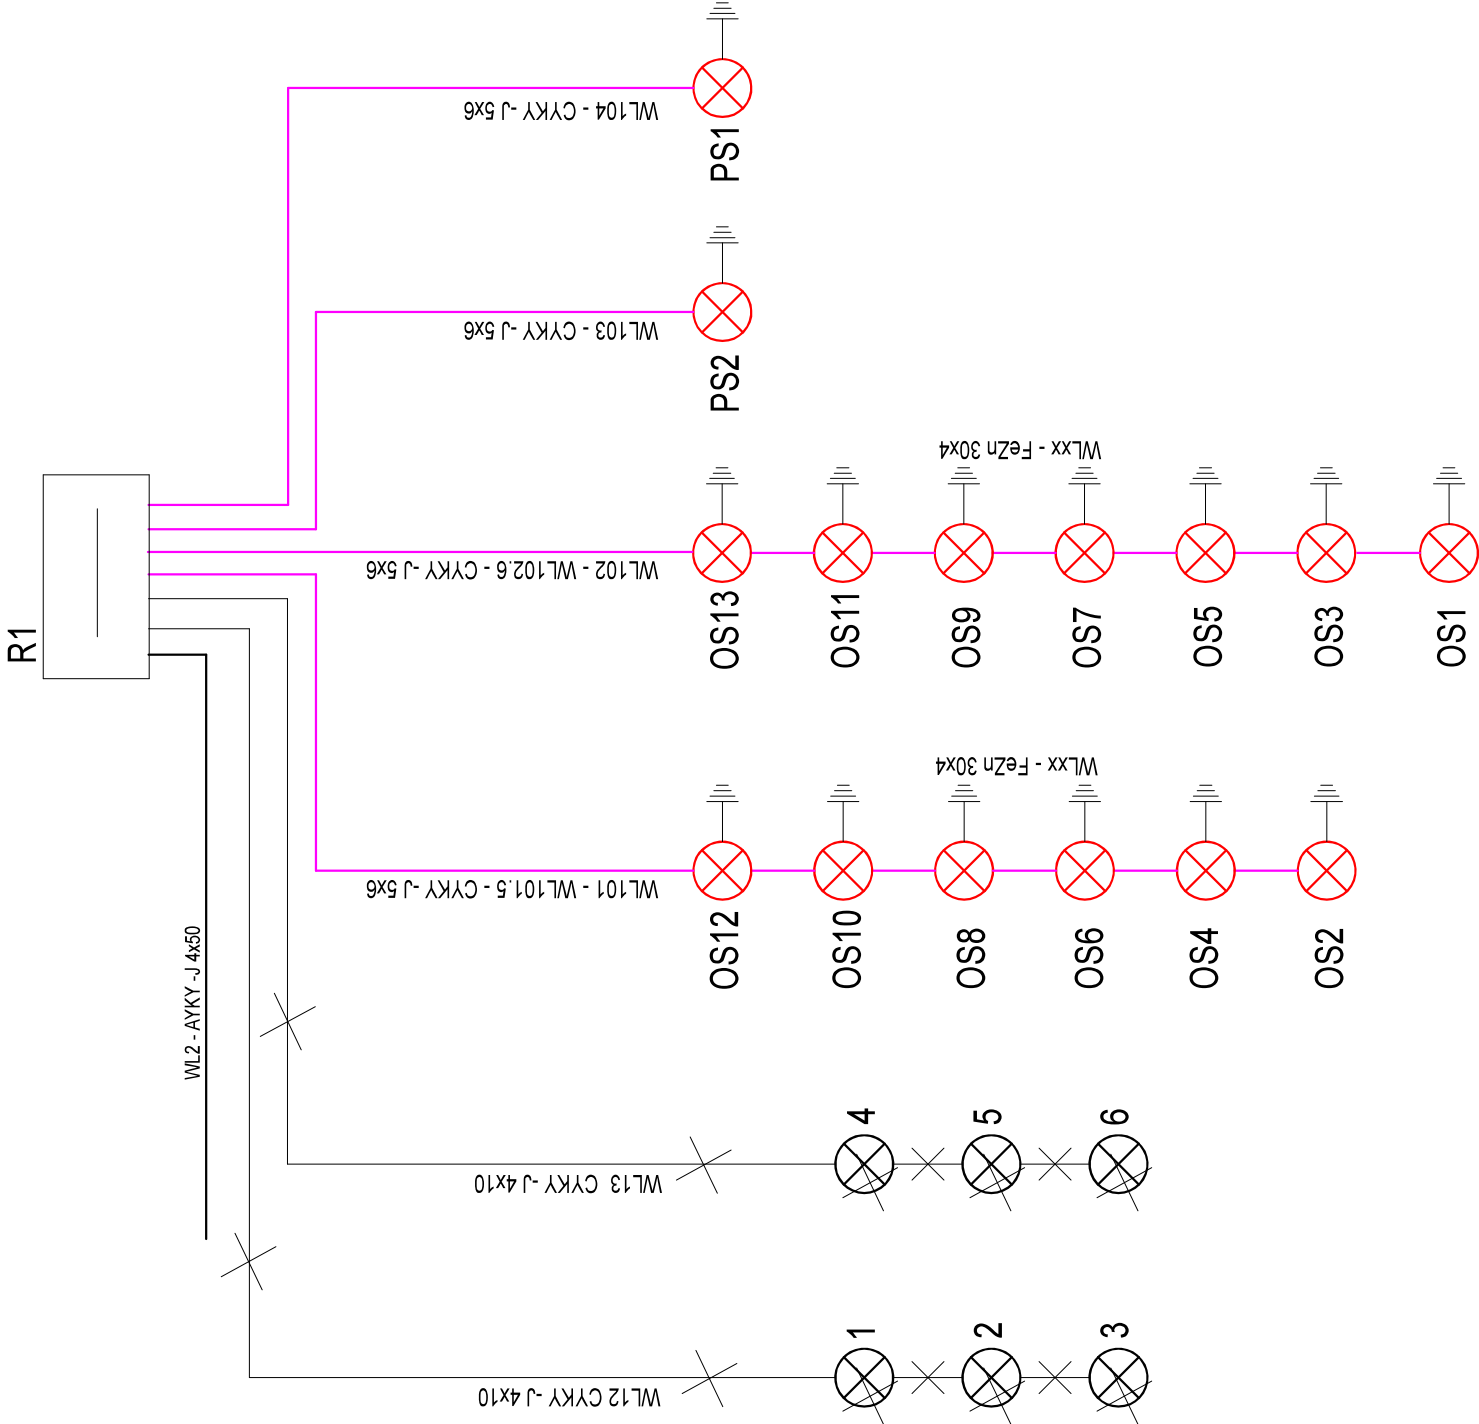 R1
WL104 - CYKY -J 5x6
PS1
WL103 - CYKY -J 5x6
PS2
WLxx - FeZn 30x4
WL102 - WL102.6 - CYKY -J 5x6
OS13
OS11
OS9
OS7
OS5
OS3
OS1
WLxx - FeZn 30x4
WL101 - WL101.5 - CYKY -J 5x6
OS12
OS10
OS8
OS6
OS4
OS2
WL2 - AYKY -J 4x50
4
5
6
WL13 CYKY -J 4x10
1
2
3
WL12 CYKY -J 4x10